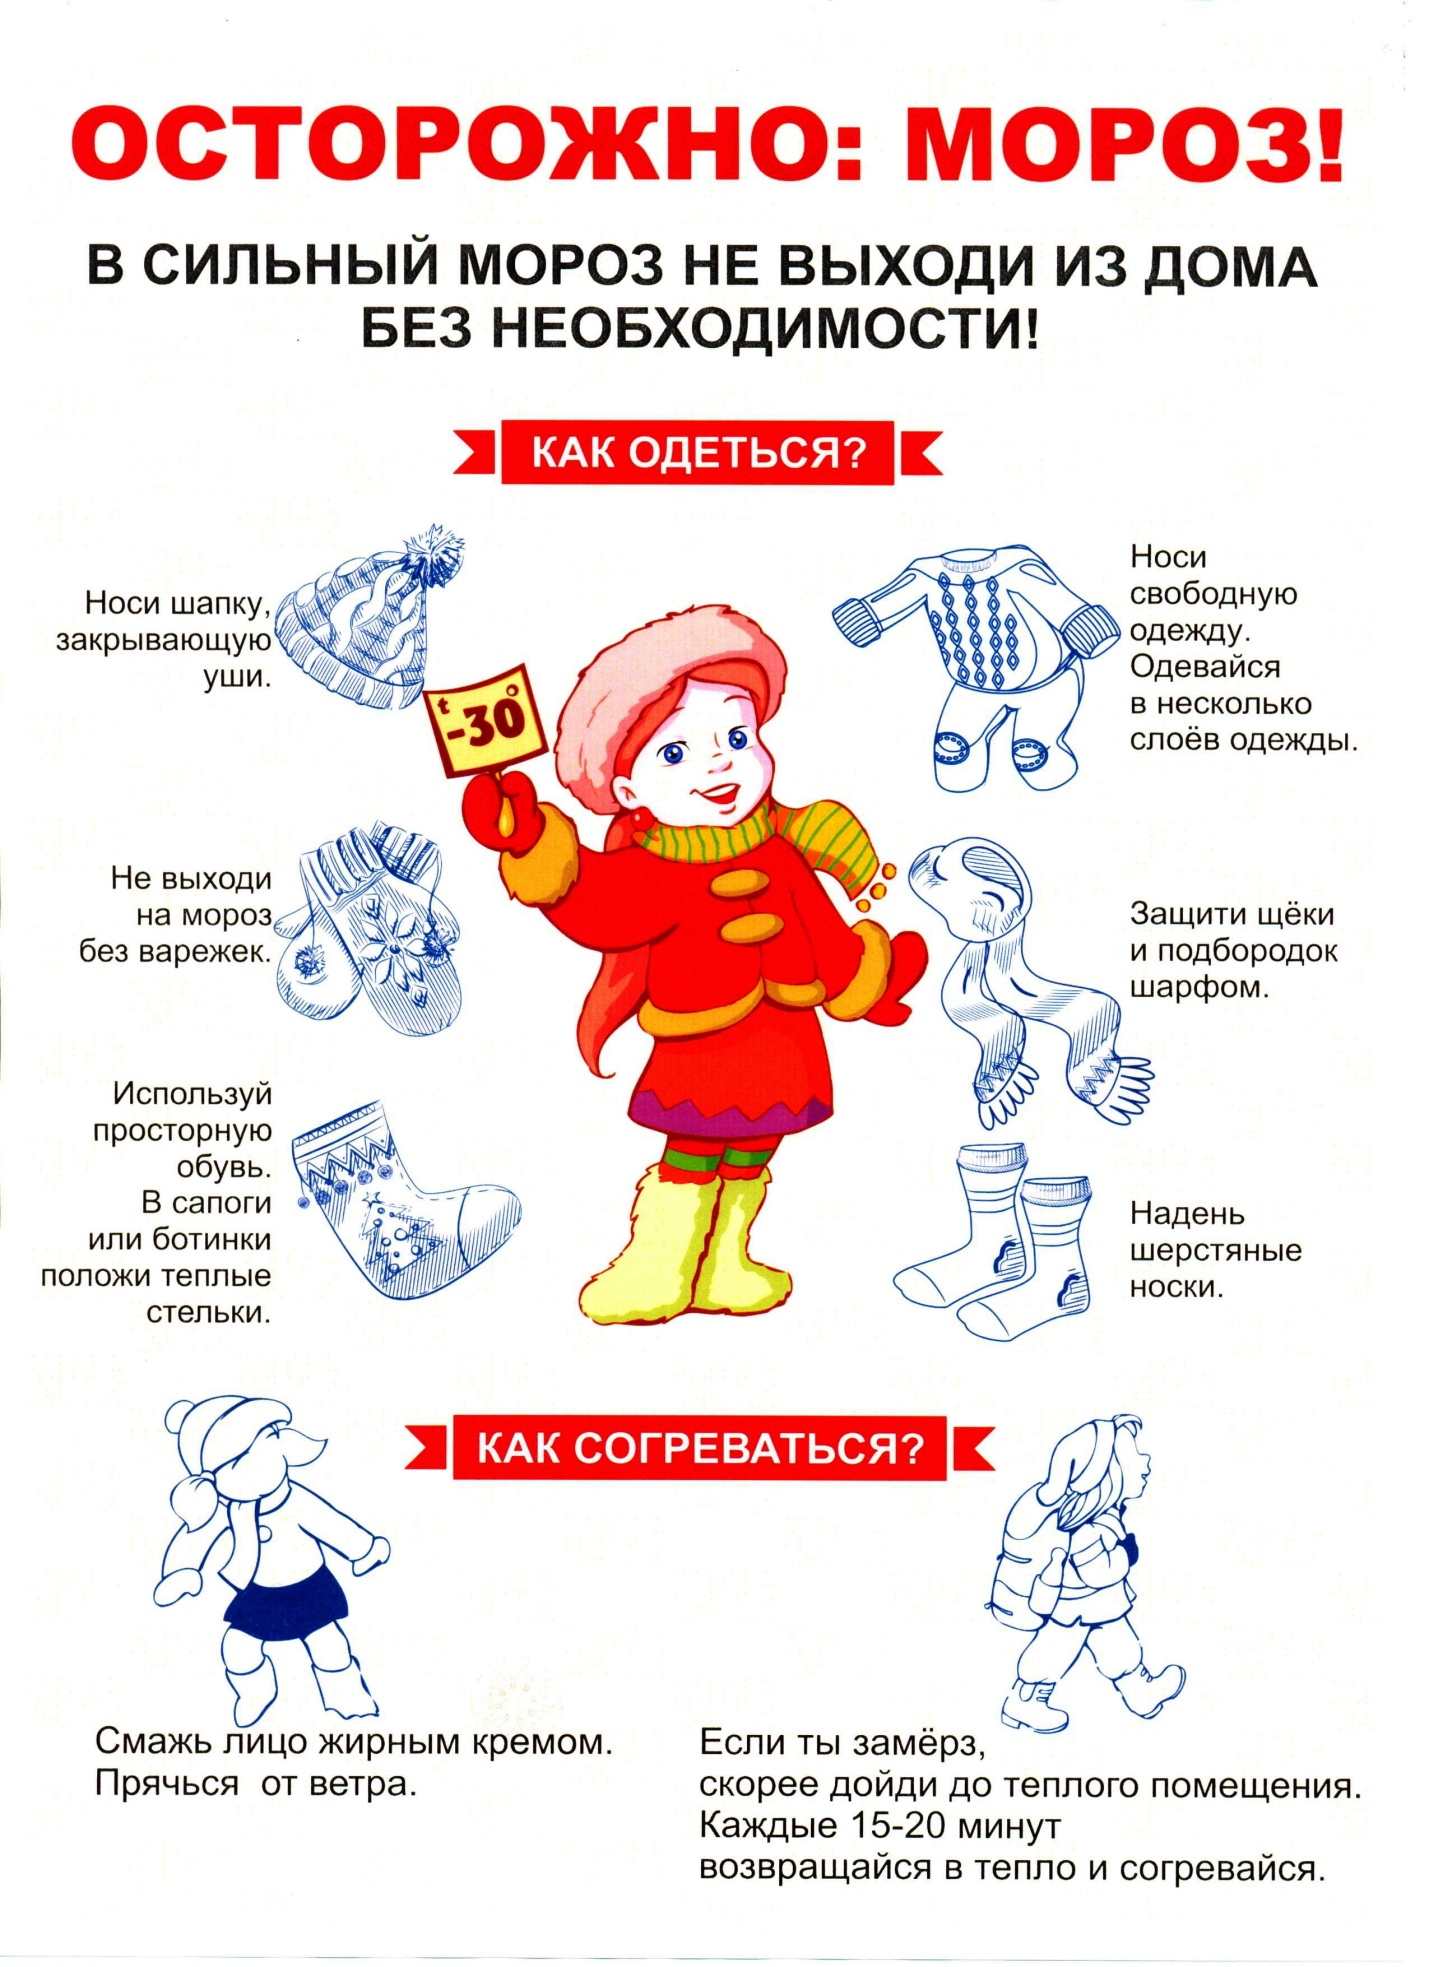 ОСТОРОЖНО: МОРОЗ!
В СИЛЬНЫЙ МОРОЗ НЕ ВЫХОДИ ИЗ ДОМА
БЕЗ НЕОБХОДИМОСТИ!
КАК ОДЕТЬСЯ?
Носи шапку,
закрывающую
уши.
t -30°
Носи
свободную
одежду.
Одевайся
в несколько
слоёв одежды.
Не выходи
на мороз
без варежек.
Защити щёки
и подбородок
шарфом.
Используй
просторную
обувь.
В сапоги
или ботинки
положи теплые
стельки.
Надень
шерстяные
носки.
КАК СОГРЕВАТЬСЯ?
Смажь лицо жирным кремом.
Прячься от ветра.
Если ты замёрз,
скорее дойди до теплого помещения.
Каждые 15-20 минут
возвращайся в тепло и согревайся.